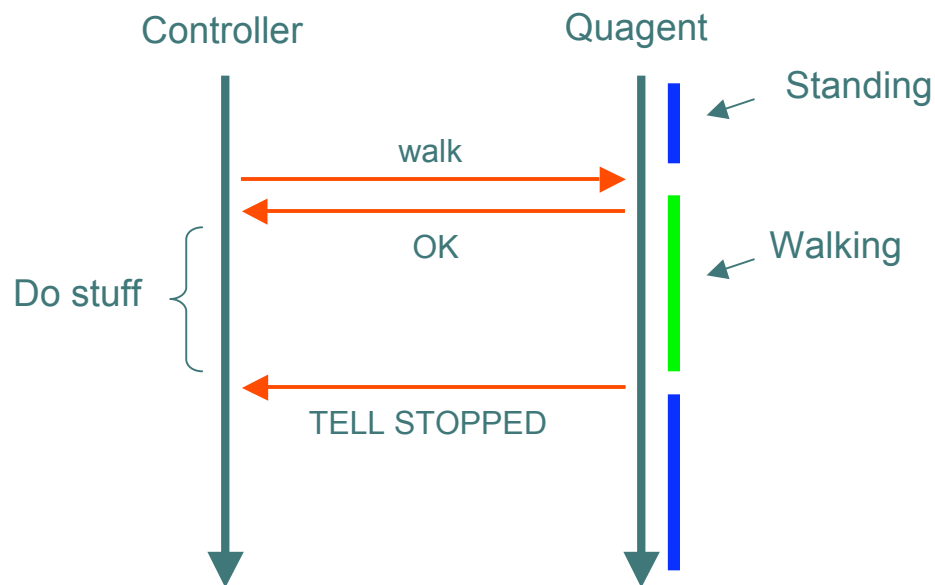 Controller
Quagent
Standing
walk
OK
Walking
Do stuff
TELL STOPPED